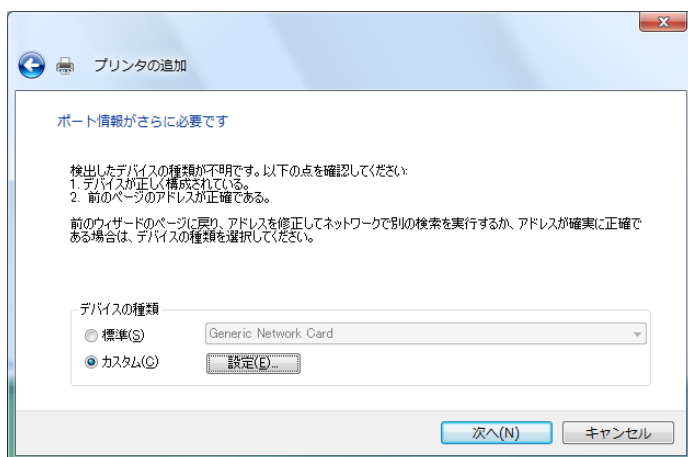 プリンタの追加
ポート情報がさらに必要です
検出したデバイスの種類が不明です。以下の点を確認してください:
1. デバイスが正しく構成されている。
2. 前のページのアドレスが正確である。
前のウィザードのページに戻り、アドレスを修正してネットワークで別の検索を実行するか、アドレスが確実に正確で
ある場合は、デバイスの種類を選択してください。
デバイスの種類
標準(S)
Generic Network Card
カスタム(C)
設定(E)...
次へ(N)
キャンセル